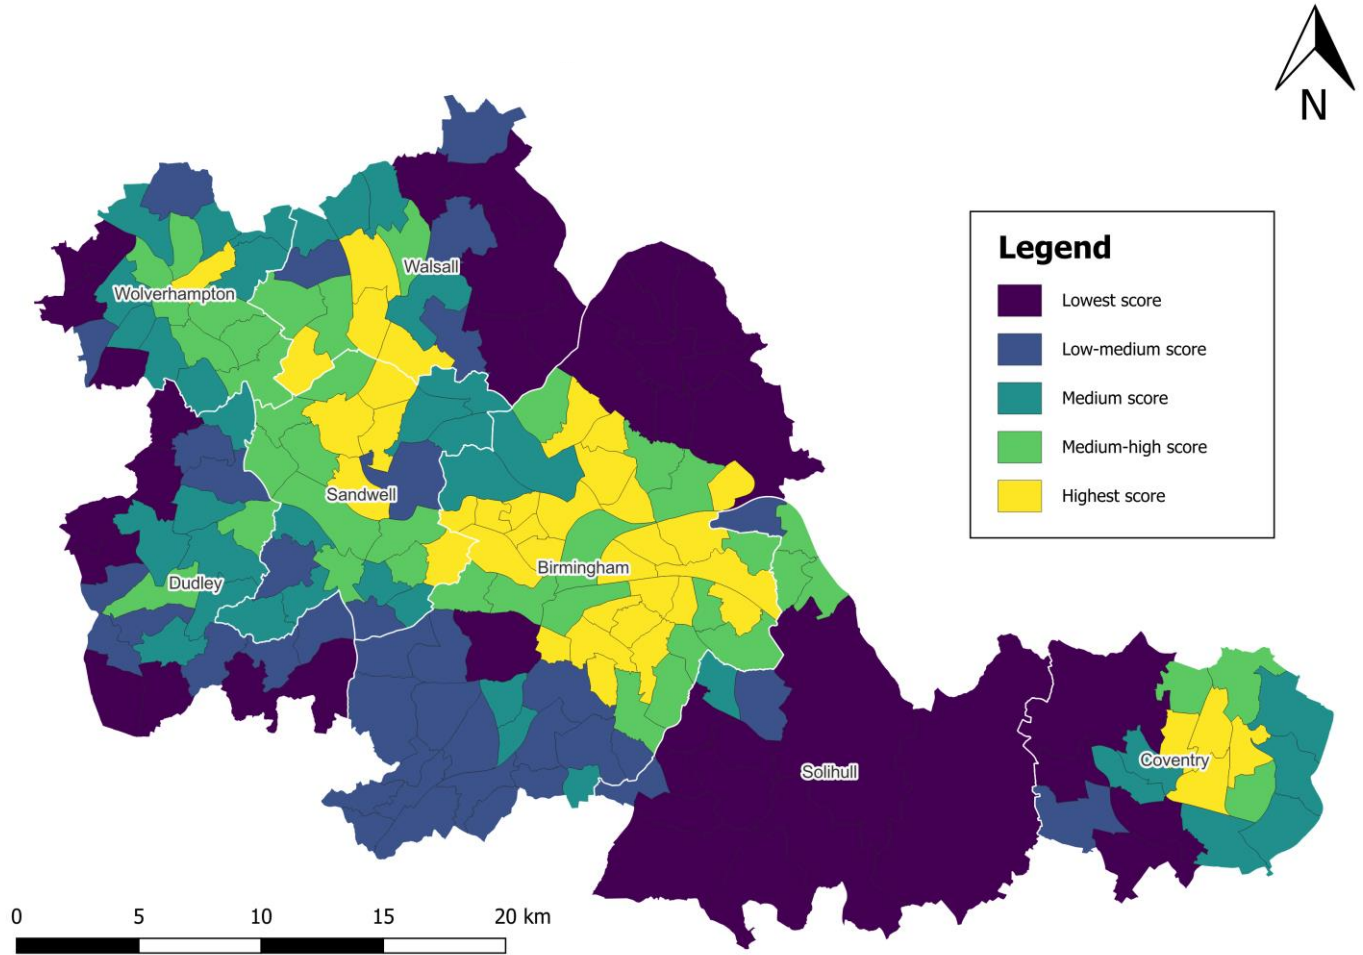 N
Legend
Lowest score
Low-medium score
Medium score
Medium-high score
Highest score
Walsall
Wolverhampton
Sandwell
Birmingham
Dudley
Solihull
Coventry
0 5 10 15 20 km